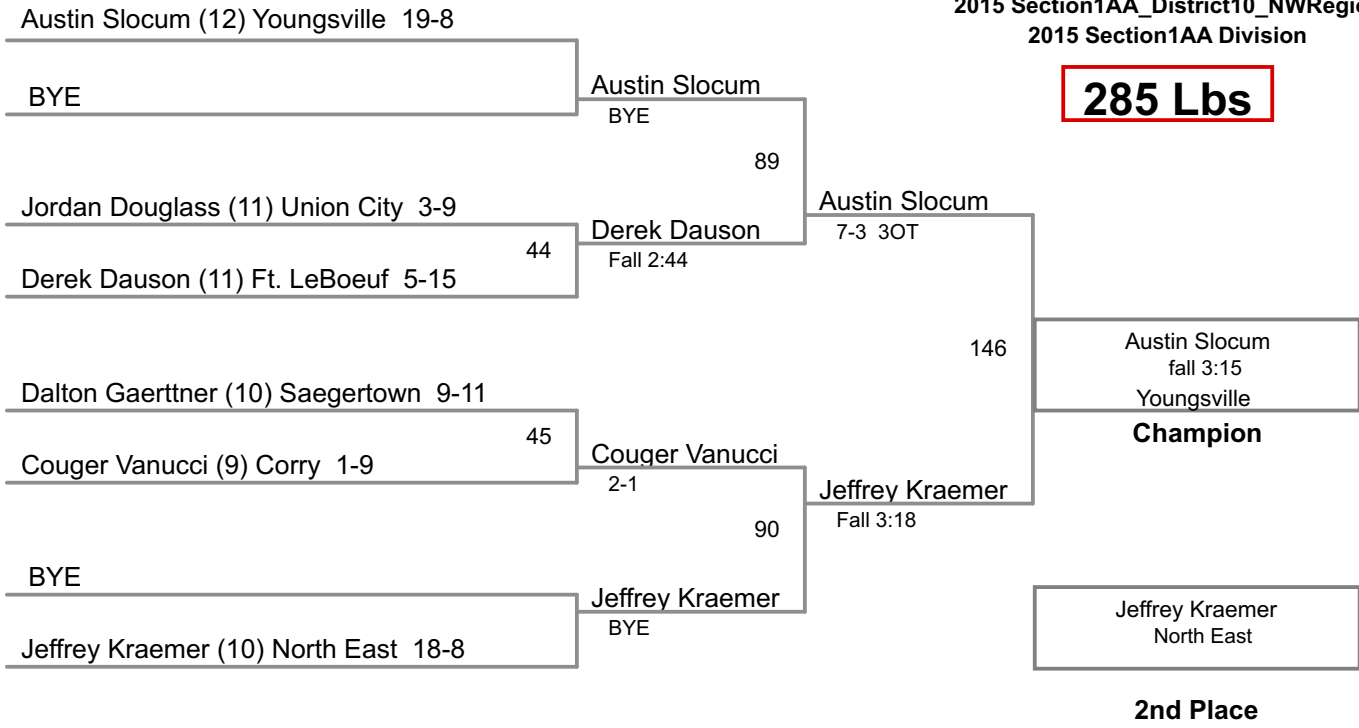 2015 Section1AA_District10_NWRegio
2015 Section1AA Division
285 Lbs
Austin Slocum (12) Youngsville 19-8
BYE
Jordan Douglass (11) Union City 3-9
44
Derek Dauson (11) Ft. LeBoeuf 5-15
Dalton Gaerttner (10) Saegertown 9-11
45
Couger Vanucci (9) Corry 1-9
BYE
Jeffrey Kraemer (10) North East 18-8
Austin Slocum
BYE
89
Derek Dauson
Fall 2:44
Couger Vanucci
2-1
90
Jeffrey Kraemer
BYE
Austin Slocum
7-3 3OT
146
Jeffrey Kraemer
Fall 3:18
Austin Slocum
fall 3:15
Youngsville
Champion
Jeffrey Kraemer
North East
2nd Place